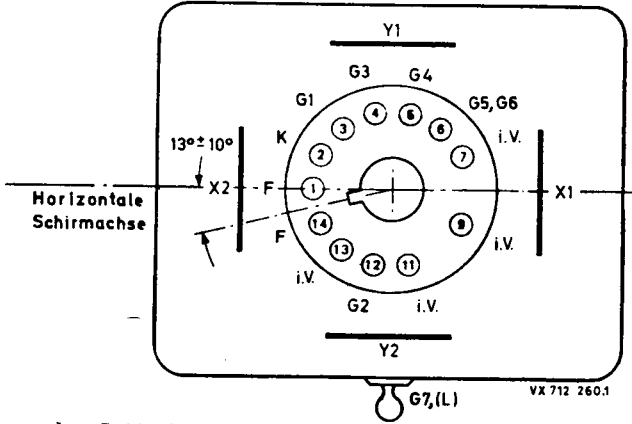 Y1
G3 G4
G1 G5,G6
4 5
3 6
K i.V.
13°±10°
2 7
X2 F 1 X1
Horizontale
Schirmachse
14 9
F i.V.
13
12 11
i.V.
G2 i.V.
Y2
VX 712 260.1
G7,(L)